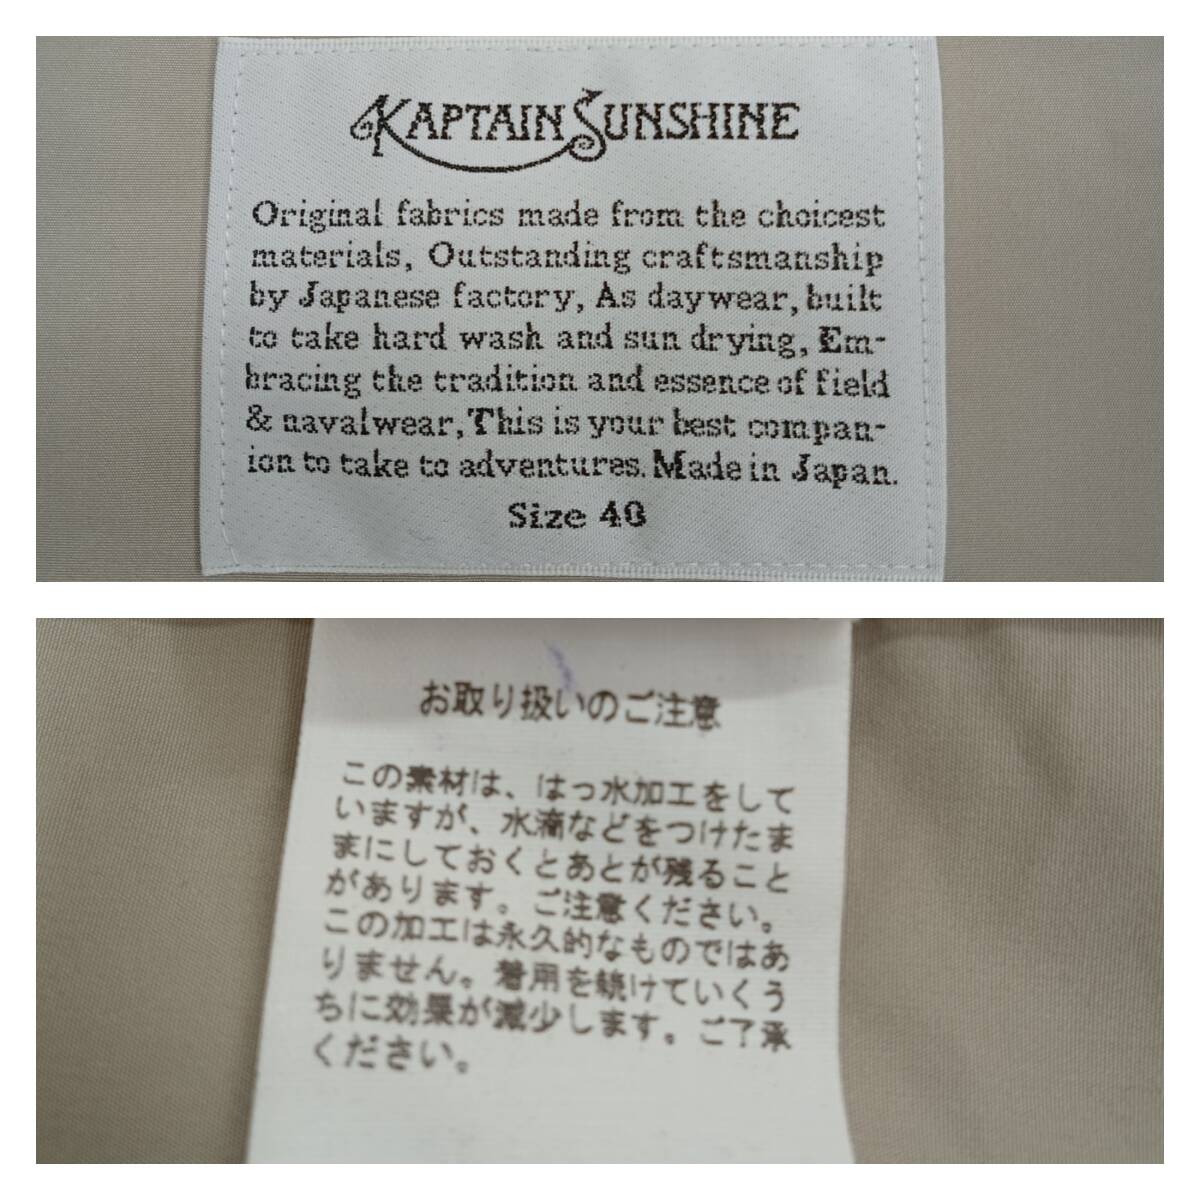 KAPTAIN SUNSHINE
Original fabrics made from the choicest
materials, Outstanding craftsmanship
by Japanese factory, As daywear, built
to take hard wash and sun drying, Em-
bracing the tradition and essence of field
& navalwear, This is your best compan-
ion to take to adventures. Made in Japan.
Size 40
お取り扱いのご注意
この素材は、はっ水加工をして
いますが、水滴などをつけたま
まにしておくとあとが残ること
があります。ご注意ください。
この加工は永久的なものではあ
りません。着用を続けていくう
ちに効果が減少します。ご了承
ください。